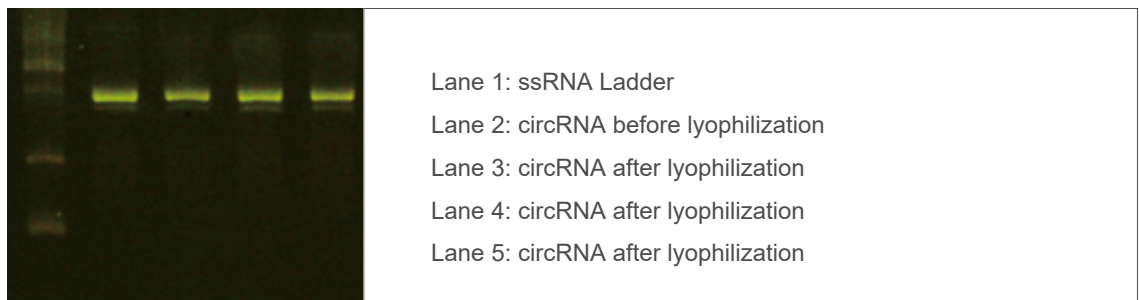 Lane 1: ssRNA Ladder
Lane 2: circRNA before lyophilization
Lane 3: circRNA after lyophilization
Lane 4: circRNA after lyophilization
Lane 5: circRNA after lyophilization